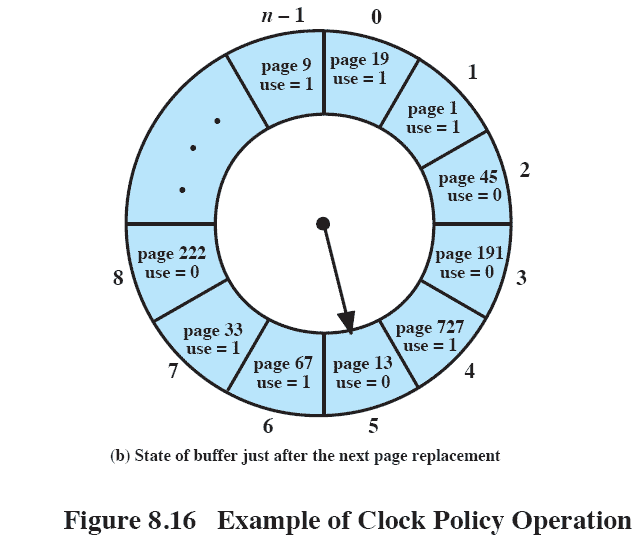 n – 1
0
page 9
use = 1
page 19
use = 1
1
page 1
use = 1
2
page 45
use = 0
page 191
use = 0
3
page 222
use = 0
8
page 727
use = 1
4
page 33
use = 1
7
page 67
use = 1
page 13
use = 0
6
5
(b) State of buffer just after the next page replacement
Figure 8.16 Example of Clock Policy Operation